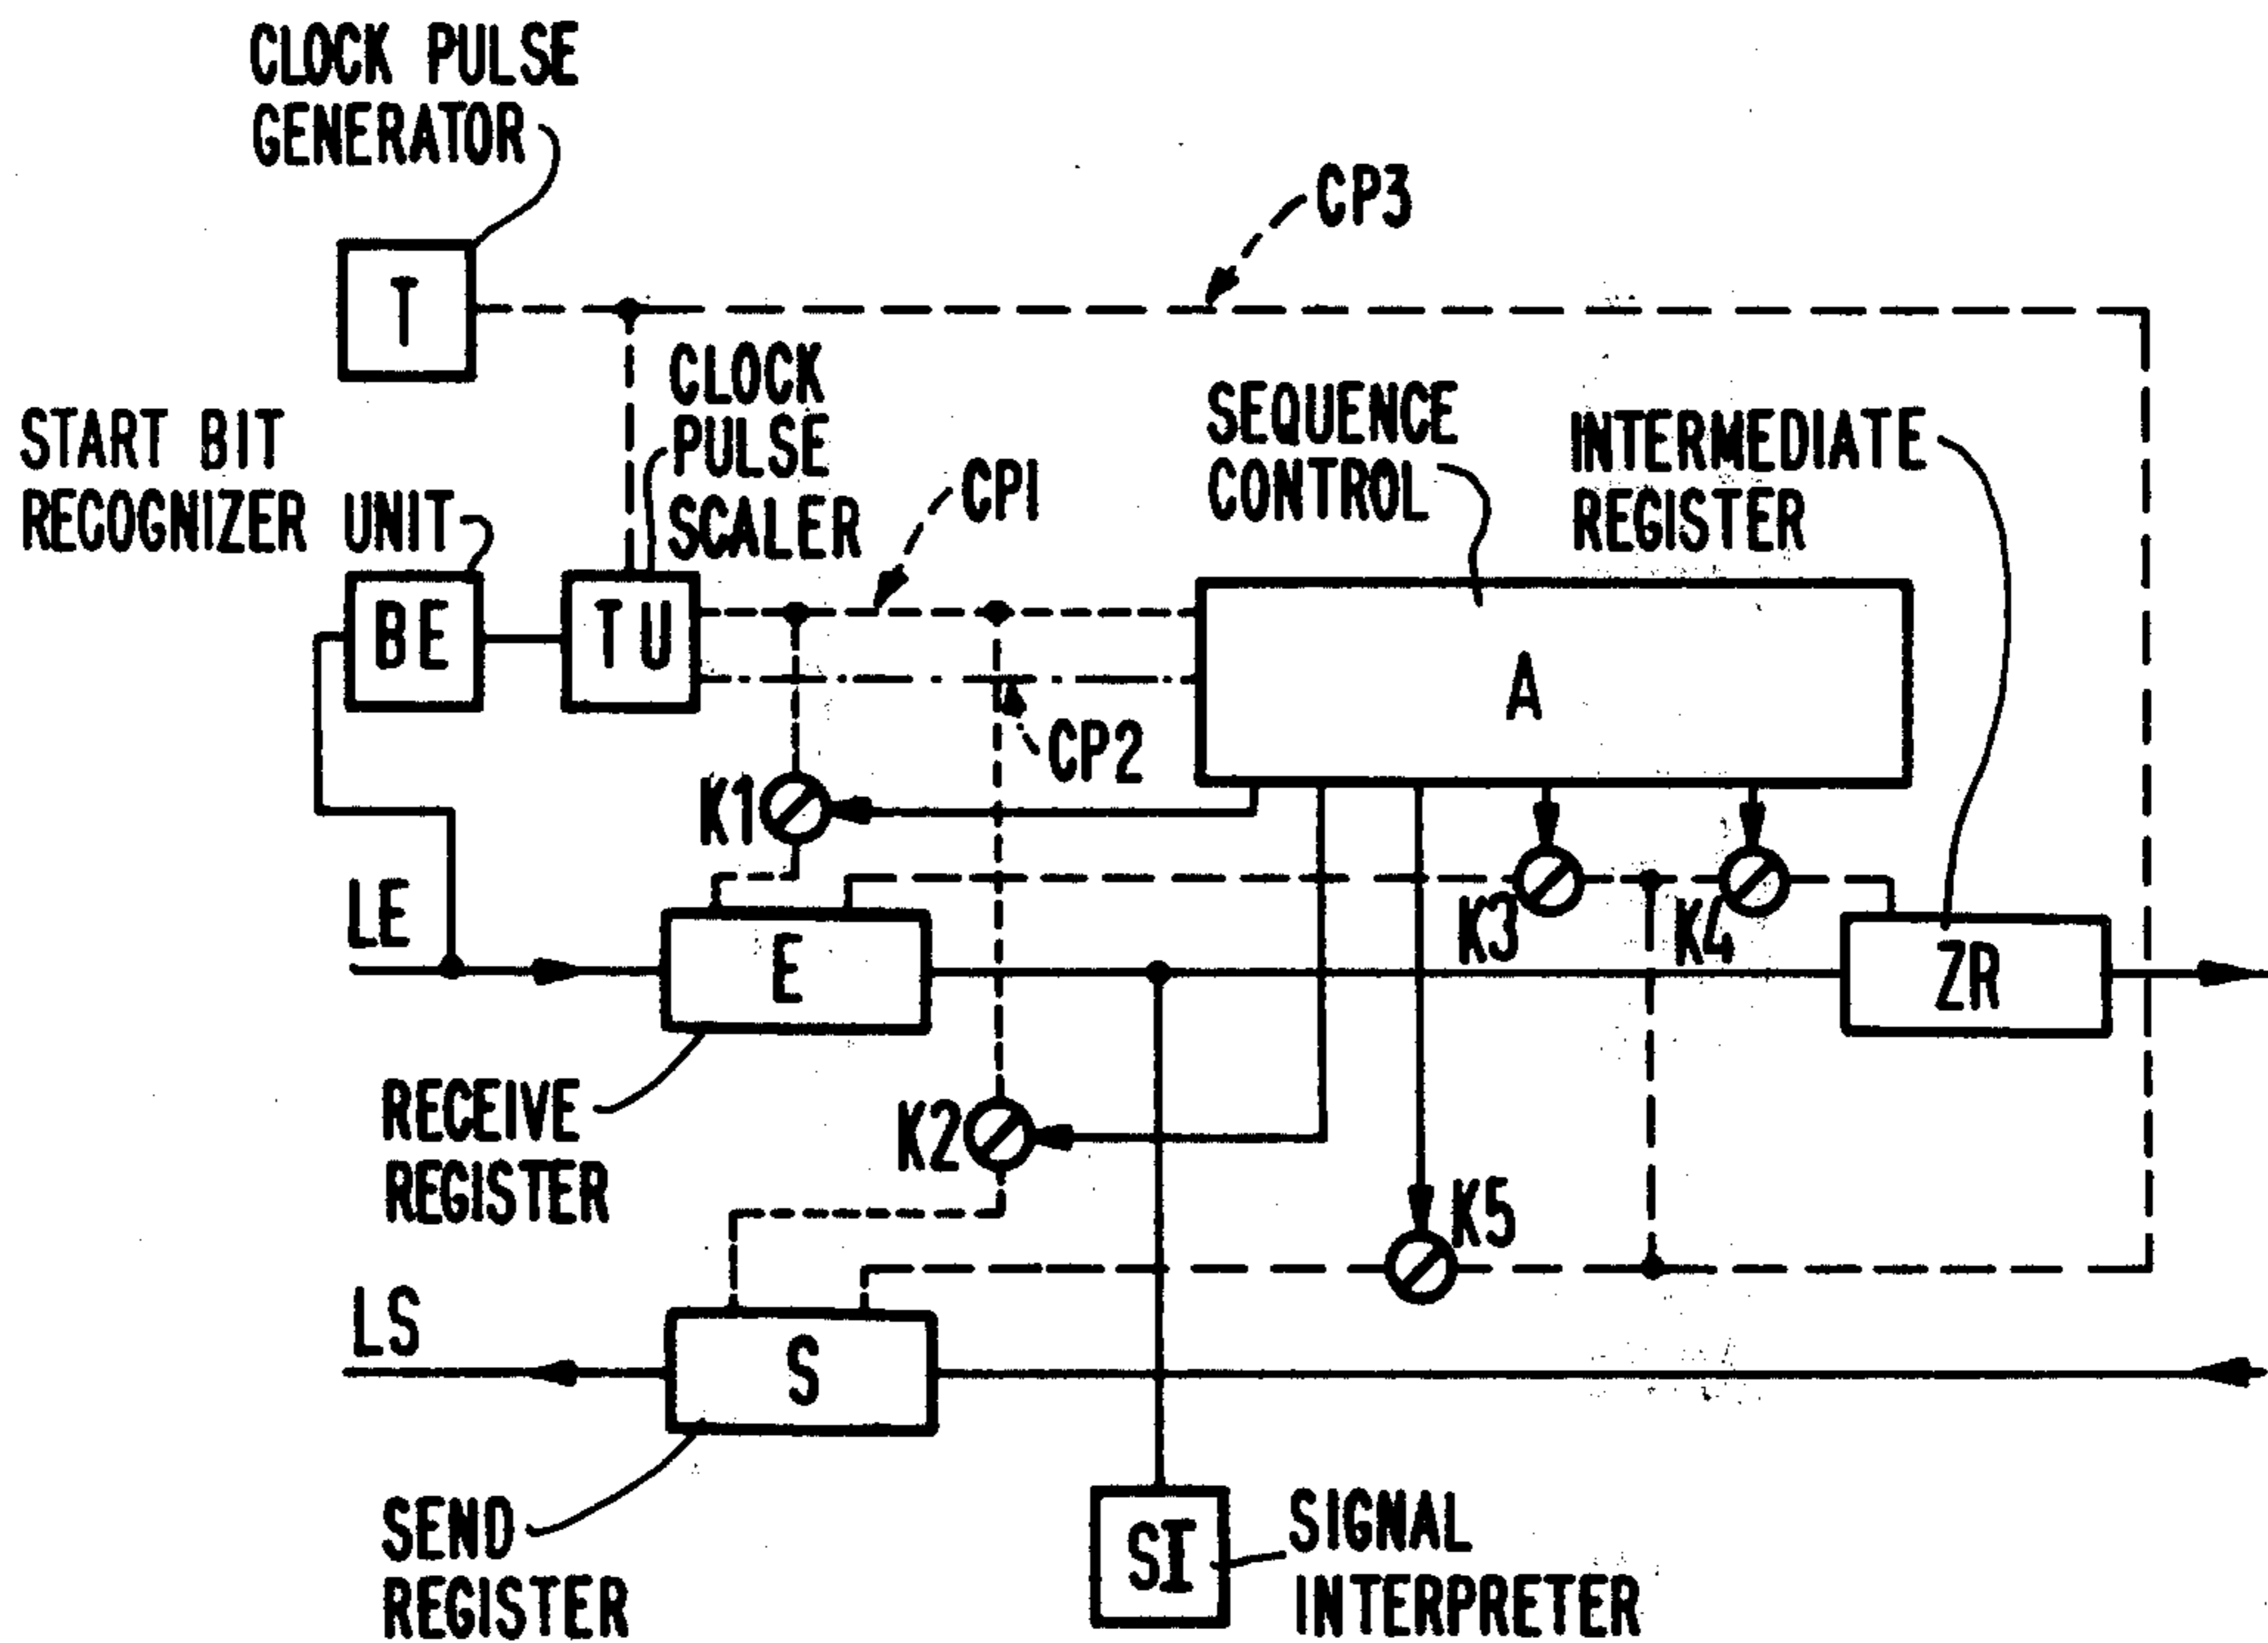 CLOCK PULSE
GENERATOR
CP3
T
CLOCK
PULSE
SCALER
SEQUENCE
CONTROL
INTERMEDIATE
REGISTER
START BIT
RECOGNIZER UNIT
CP1
BE
TU
A
CP2
K1
LE
K3
K4
E
ZR
RECEIVE
REGISTER
K2
K5
LS
S
SEND
REGISTER
SI
SIGNAL
INTERPRETER